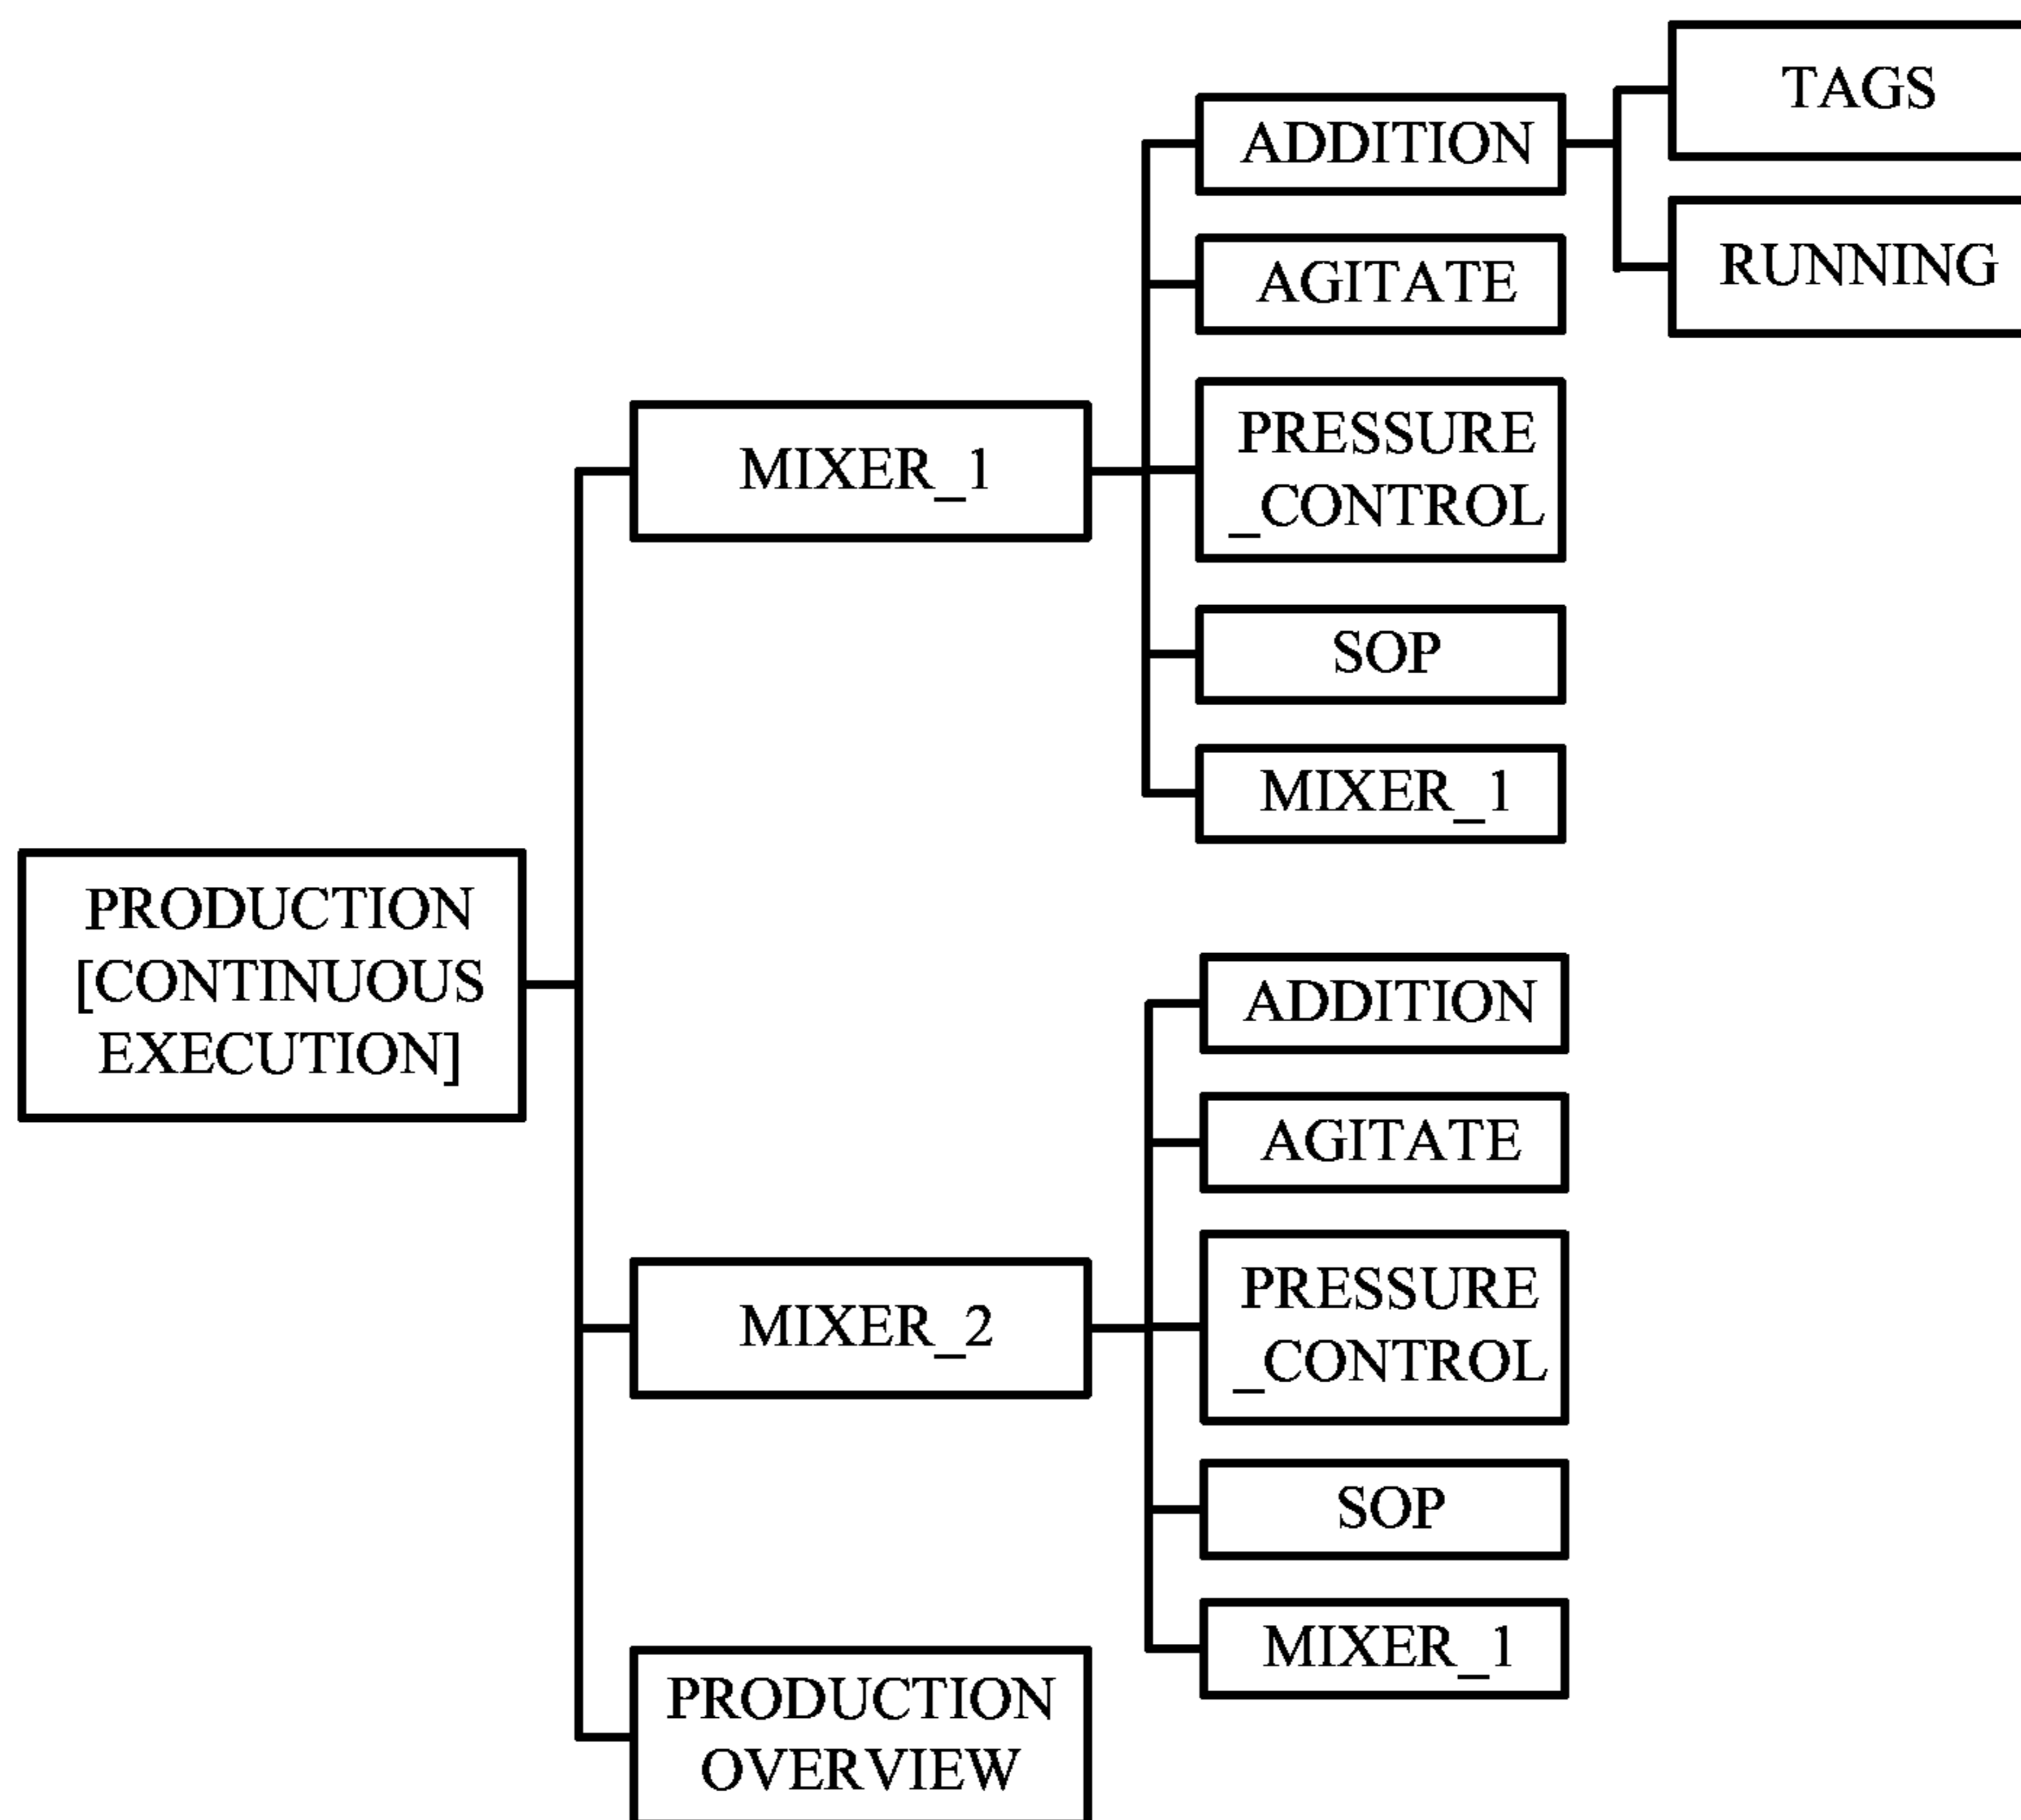 PRODUCTION
[CONTINUOUS
EXECUTION]
MIXER_1
ADDITION
TAGS
RUNNING
AGITATE
PRESSURE
_CONTROL
SOP
MIXER_1
MIXER_2
ADDITION
AGITATE
PRESSURE
_CONTROL
SOP
MIXER_1
PRODUCTION
OVERVIEW